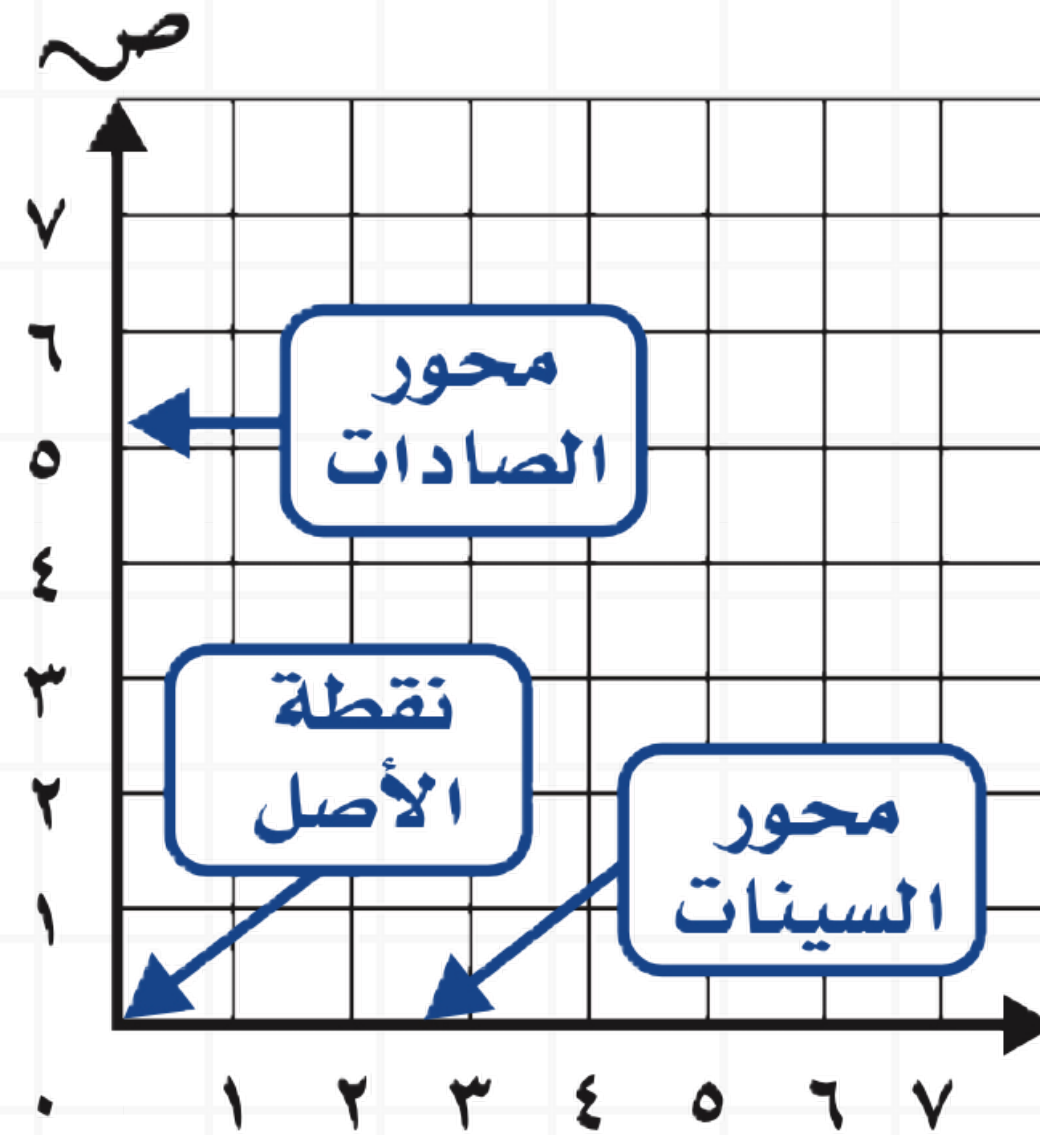 ص
٧
٦
محور
الصادات
٥
٤
نقطة
الأصل
٣
محور
السينات
٢
١
٠ ١ ٢ ٣ ٤ ٥ ٦ ٧